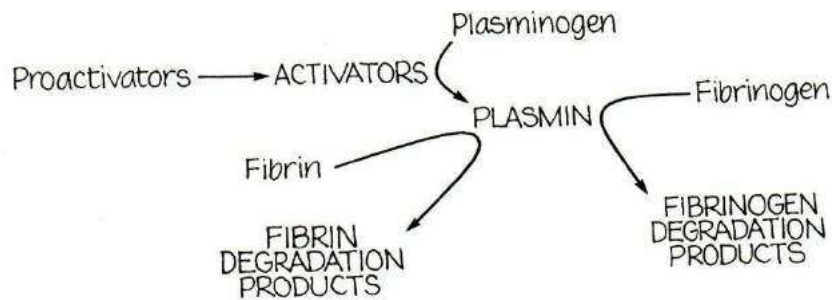 Plasminogen
Proactivators
ACTIVATORS
Fibrinogen
PLASMIN
Fibrin
FIBRINOGEN
DEGRADATION
PRODUCTS
FIBRIN
DEGRADATION
PRODUCTS